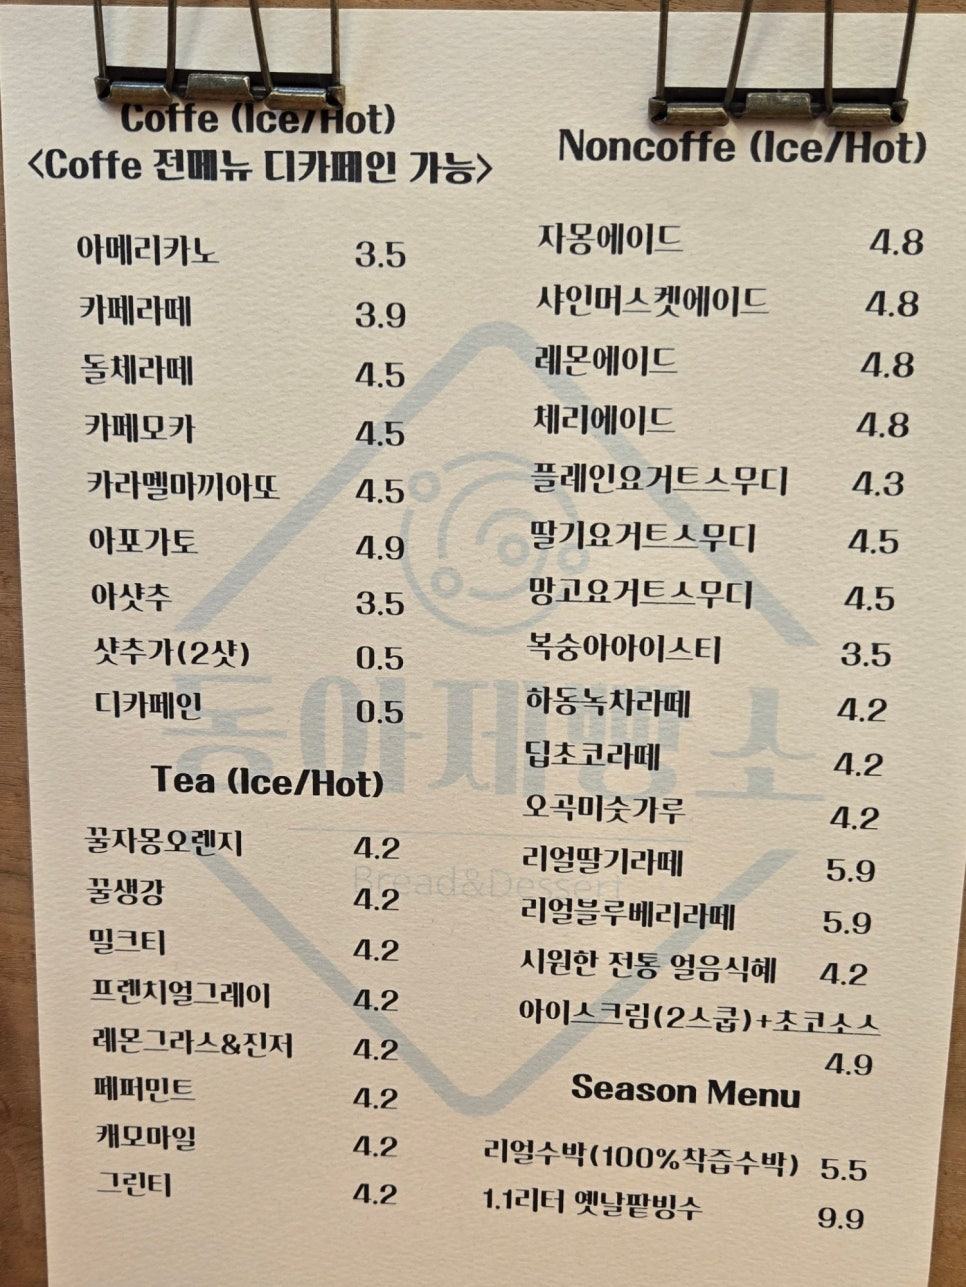 Coffe (Ice/Hot)
<Coffe 전메뉴 디카페인 가능>
아메리카노 3.5
카페라떼 3.9
돌체라떼 4.5
카페모카 4.5
카라멜마끼아또 4.5
아포가토 4.9
아샷추 3.5
샷추가(2샷) 0.5
디카페인 0.5
Tea (Ice/Hot)
꿀자몽오렌지 4.2
꿀생강 4.2
밀크티 4.2
프렌치얼그레이 4.2
레몬그라스&진저 4.2
페퍼민트 4.2
캐모마일 4.2
그린티 4.2
Noncoffe (Ice/Hot)
자몽에이드 4.8
샤인머스켓에이드 4.8
레몬에이드 4.8
체리에이드 4.8
플레인요거트스무디 4.3
딸기요거트스무디 4.5
망고요거트스무디 4.5
복숭아아이스티 3.5
하동녹차라떼 4.2
딥초코라떼 4.2
오곡미숫가루 4.2
리얼딸기라떼 5.9
리얼블루베리라떼 5.9
시원한 전통 얼음식혜 4.2
아이스크림(2스쿱)+초코소스
4.9
Season Menu
리얼수박(100%착즙수박) 5.5
1.1리터 옛날팥빙수 9.9
동아제빵소
Bread&Dessert